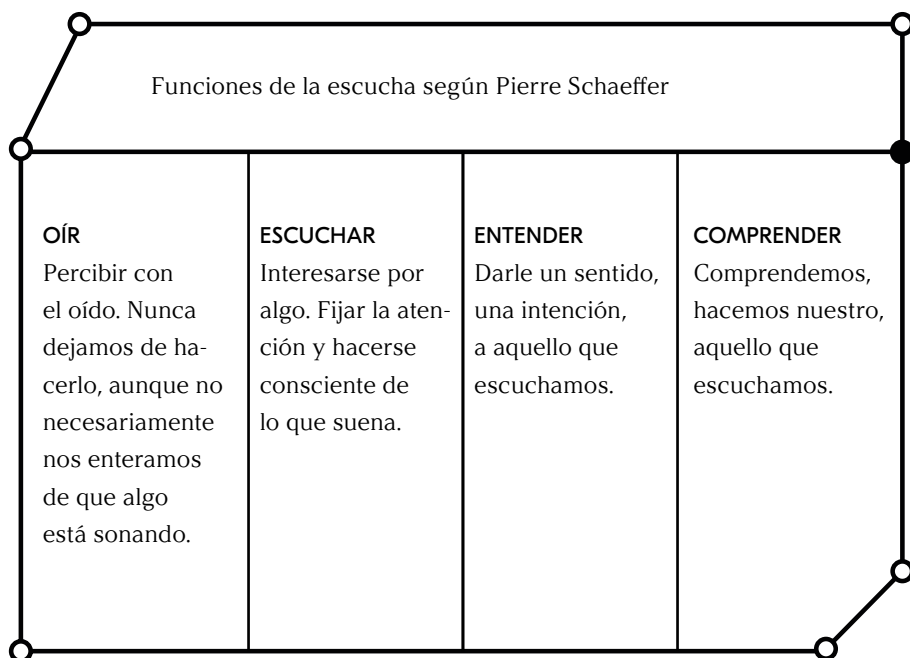 Funciones de la escucha según Pierre Schaeffer
OÍR
Percibir con
el oído. Nunca
dejamos de ha-
cerlo, aunque no
necesariamente
nos enteramos
de que algo
está sonando.
ESCUCHAR
Interesarse por
algo. Fijar la aten-
ción y hacerse
consciente de
lo que suena.
ENTENDER
Darle un sentido,
una intención,
a aquello que
escuchamos.
COMPRENDER
Comprendemos,
hacemos nuestro,
aquello que
escuchamos.